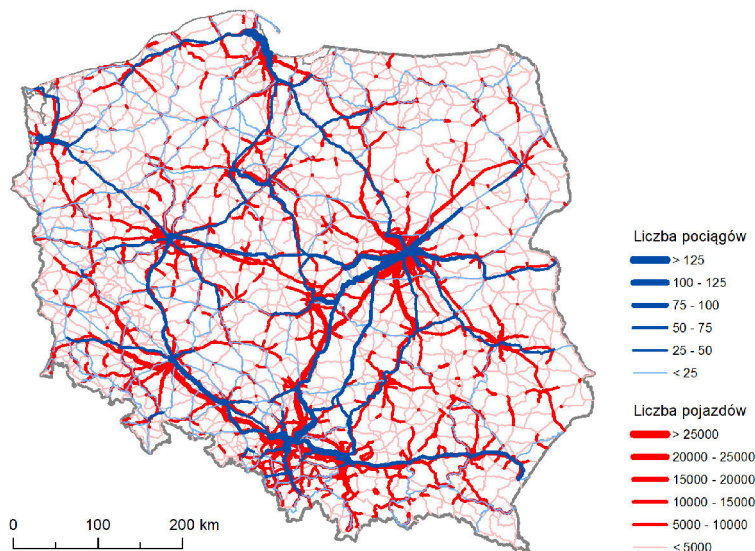 Liczba pociągów
> 125
100 - 125
75 - 100
50 - 75
25 - 50
< 25
Liczba pojazdów
> 25000
20000 - 25000
15000 - 20000
10000 - 15000
5000 - 10000
< 5000
0 100 200 km